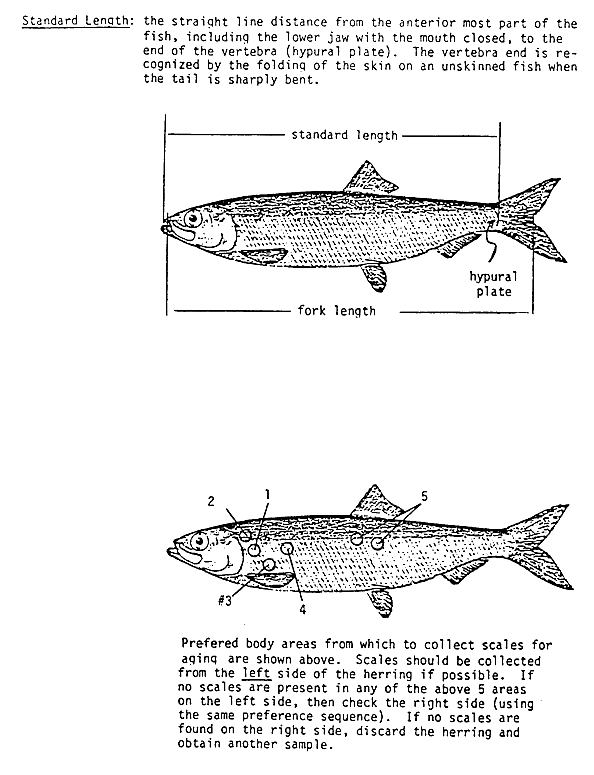 Standard Length: the straight line distance from the anterior most part of the
fish, including the lower jaw with the mouth closed, to the
end of the vertebra (hypural plate). The vertebra end is re-
cognized by the folding of the skin on an unskinned fish when
the tail is sharply bent.
standard length
hypural
plate
fork length
2
1
5
#3
4
Prefered body areas from which to collect scales for
aging are shown above. Scales should be collected
from the left side of the herring if possible. If
no scales are present in any of the above 5 areas
on the left side, then check the right side (using
the same preference sequence). If no scales are
found on the right side, discard the herring and
obtain another sample.